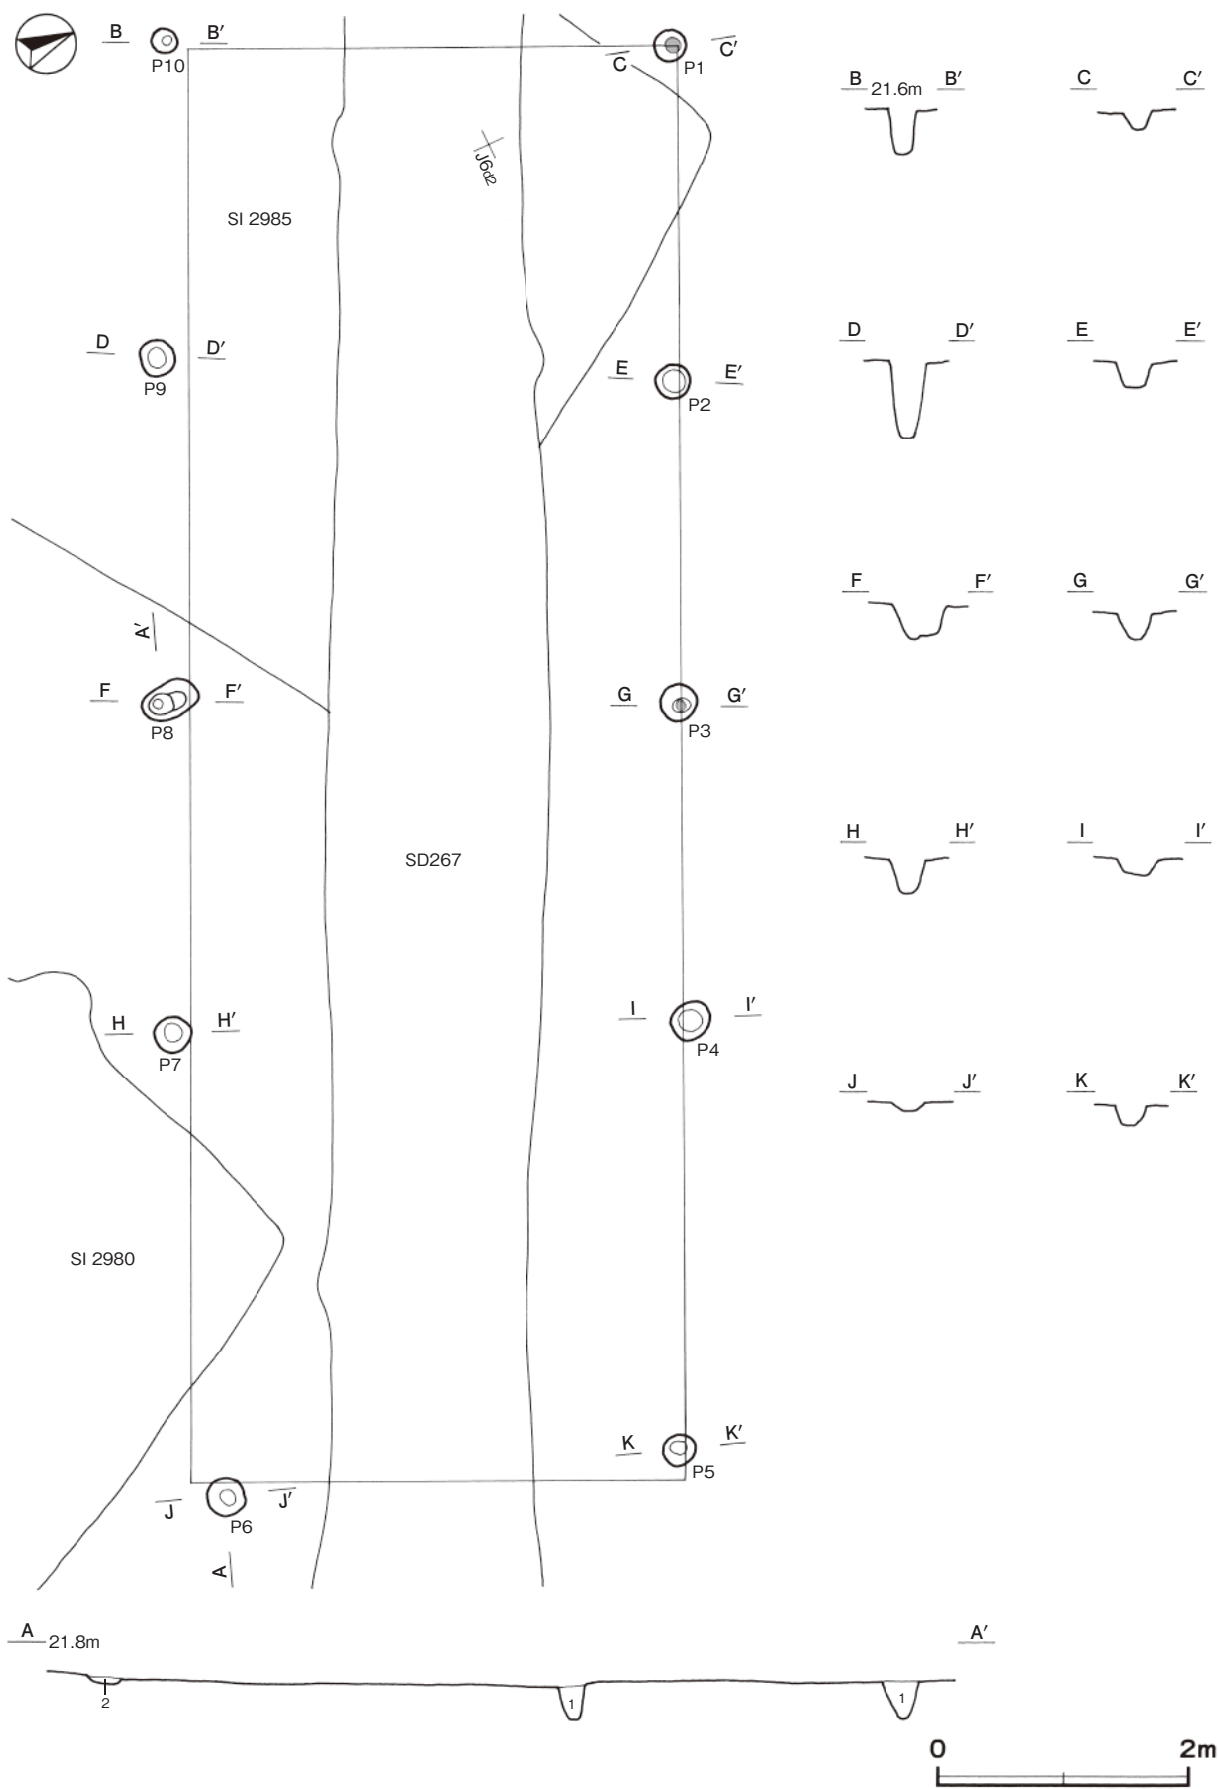 B B′ P10
C C′ P1
J6d2
SI 2985
D D′ P9
E E′ P2
A′
F F′ P8
G G′ P3
SD267
H H′ P7
I I′ P4
SI 2980
K K′ P5
J J′ P6
A
B 21.6m B′
C C′
D D′
E E′
F F′
G G′
H H′
I I′
J J′
K K′
A 21.8m A′
2 1 1
0 2m